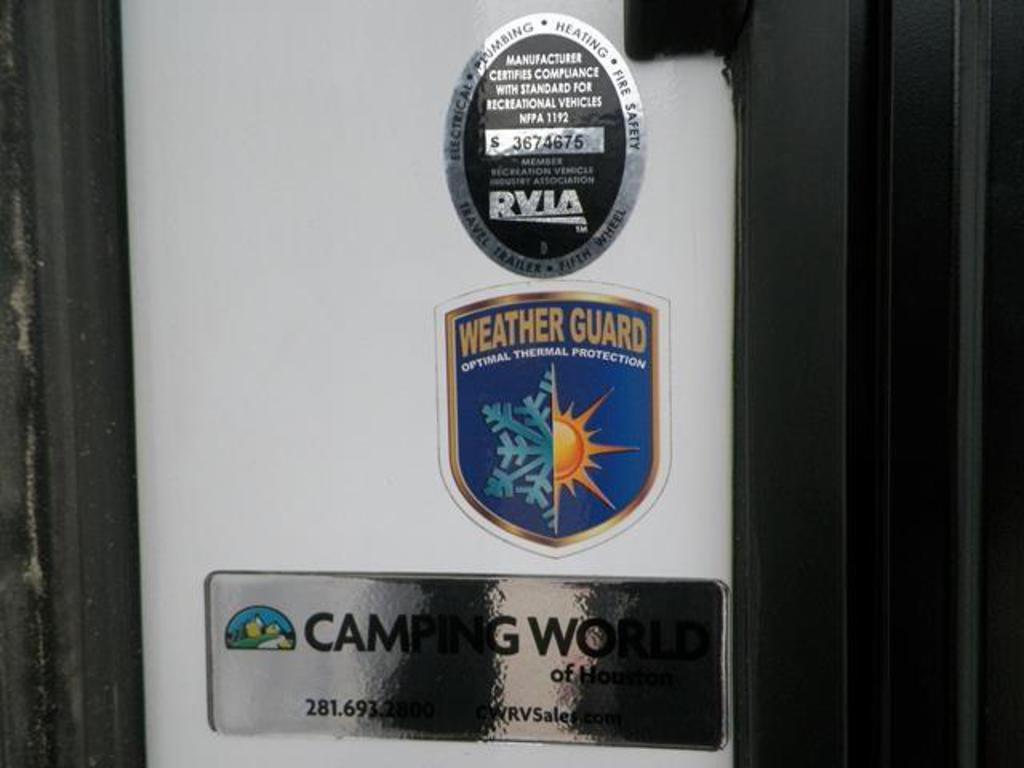 ELECTRICAL • PLUMBING • HEATING • FIRE SAFETY
MANUFACTURER
CERTIFIES COMPLIANCE
WITH STANDARD FOR
RECREATIONAL VEHICLES
NFPA 1192
S 3674675
MEMBER
RECREATION VEHICLE
INDUSTRY ASSOCIATION
RVIA
TM
D
TRAVEL TRAILER • FIFTH WHEEL
WEATHER GUARD
OPTIMAL THERMAL PROTECTION
CAMPING WORLD
of Houston
281.693.2800 CWRVSales.com